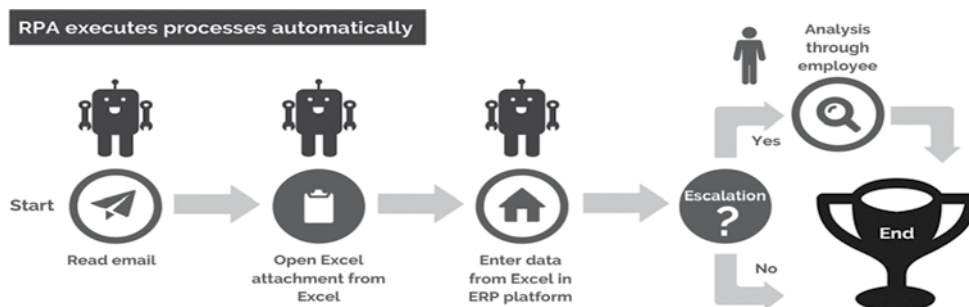 RPA executes processes automatically
Analysis
through
employee
Start
Read email
Open Excel
attachment from
Excel
Enter data
from Excel in
ERP platform
Escalation
?
Yes
No
End